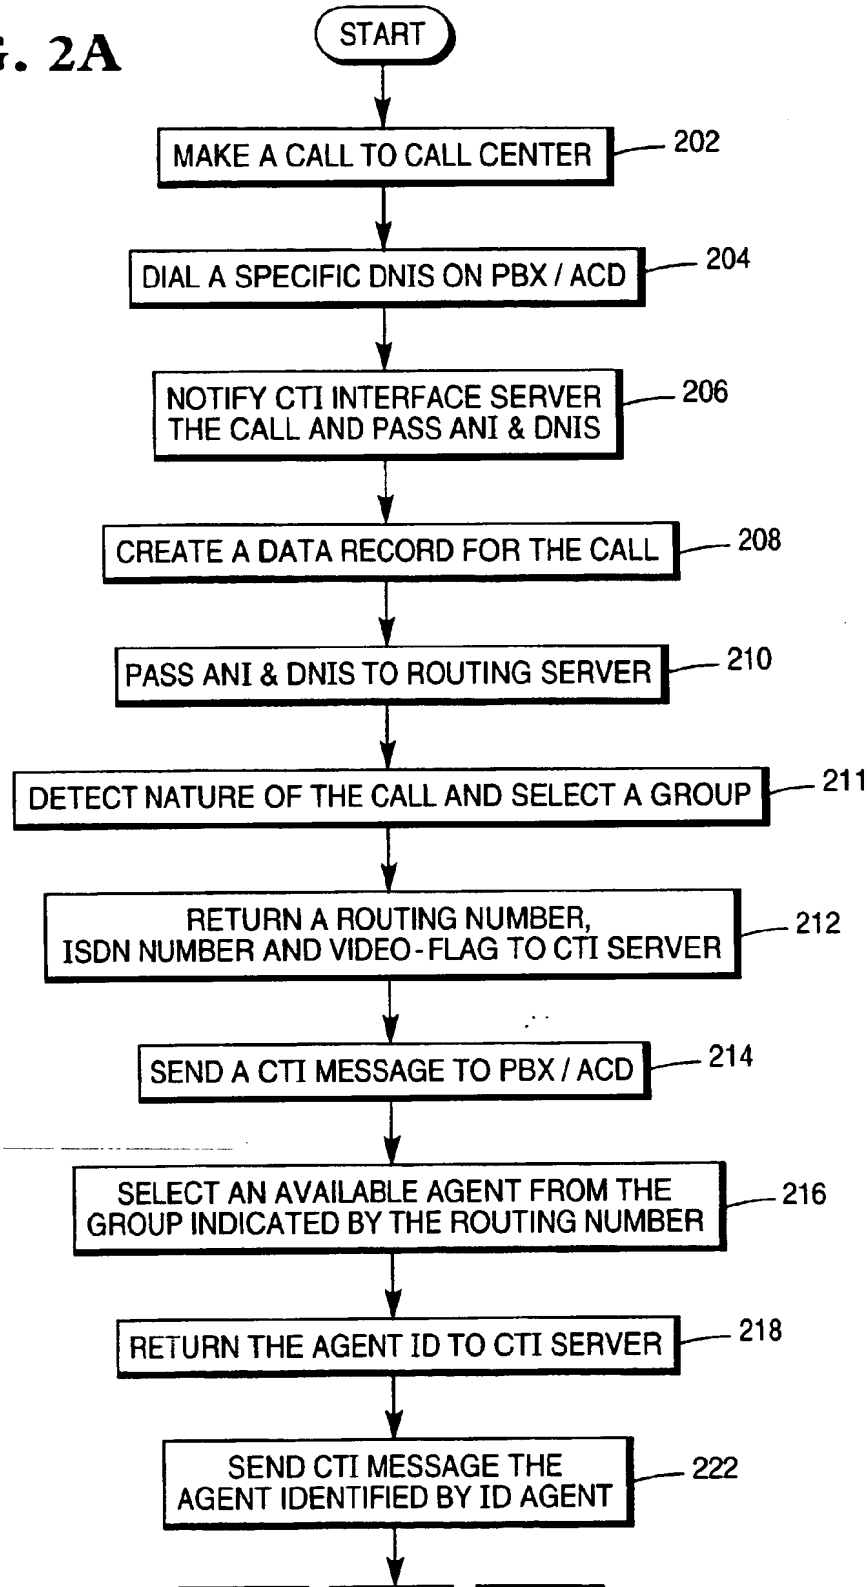 . 2A
START
MAKE A CALL TO CALL CENTER
202
DIAL A SPECIFIC DNIS ON PBX / ACD
204
NOTIFY CTI INTERFACE SERVER
THE CALL AND PASS ANI & DNIS
206
CREATE A DATA RECORD FOR THE CALL
208
PASS ANI & DNIS TO ROUTING SERVER
210
DETECT NATURE OF THE CALL AND SELECT A GROUP
211
RETURN A ROUTING NUMBER,
ISDN NUMBER AND VIDEO-FLAG TO CTI SERVER
212
SEND A CTI MESSAGE TO PBX / ACD
214
SELECT AN AVAILABLE AGENT FROM THE
GROUP INDICATED BY THE ROUTING NUMBER
216
RETURN THE AGENT ID TO CTI SERVER
218
SEND CTI MESSAGE THE
AGENT IDENTIFIED BY ID AGENT
222